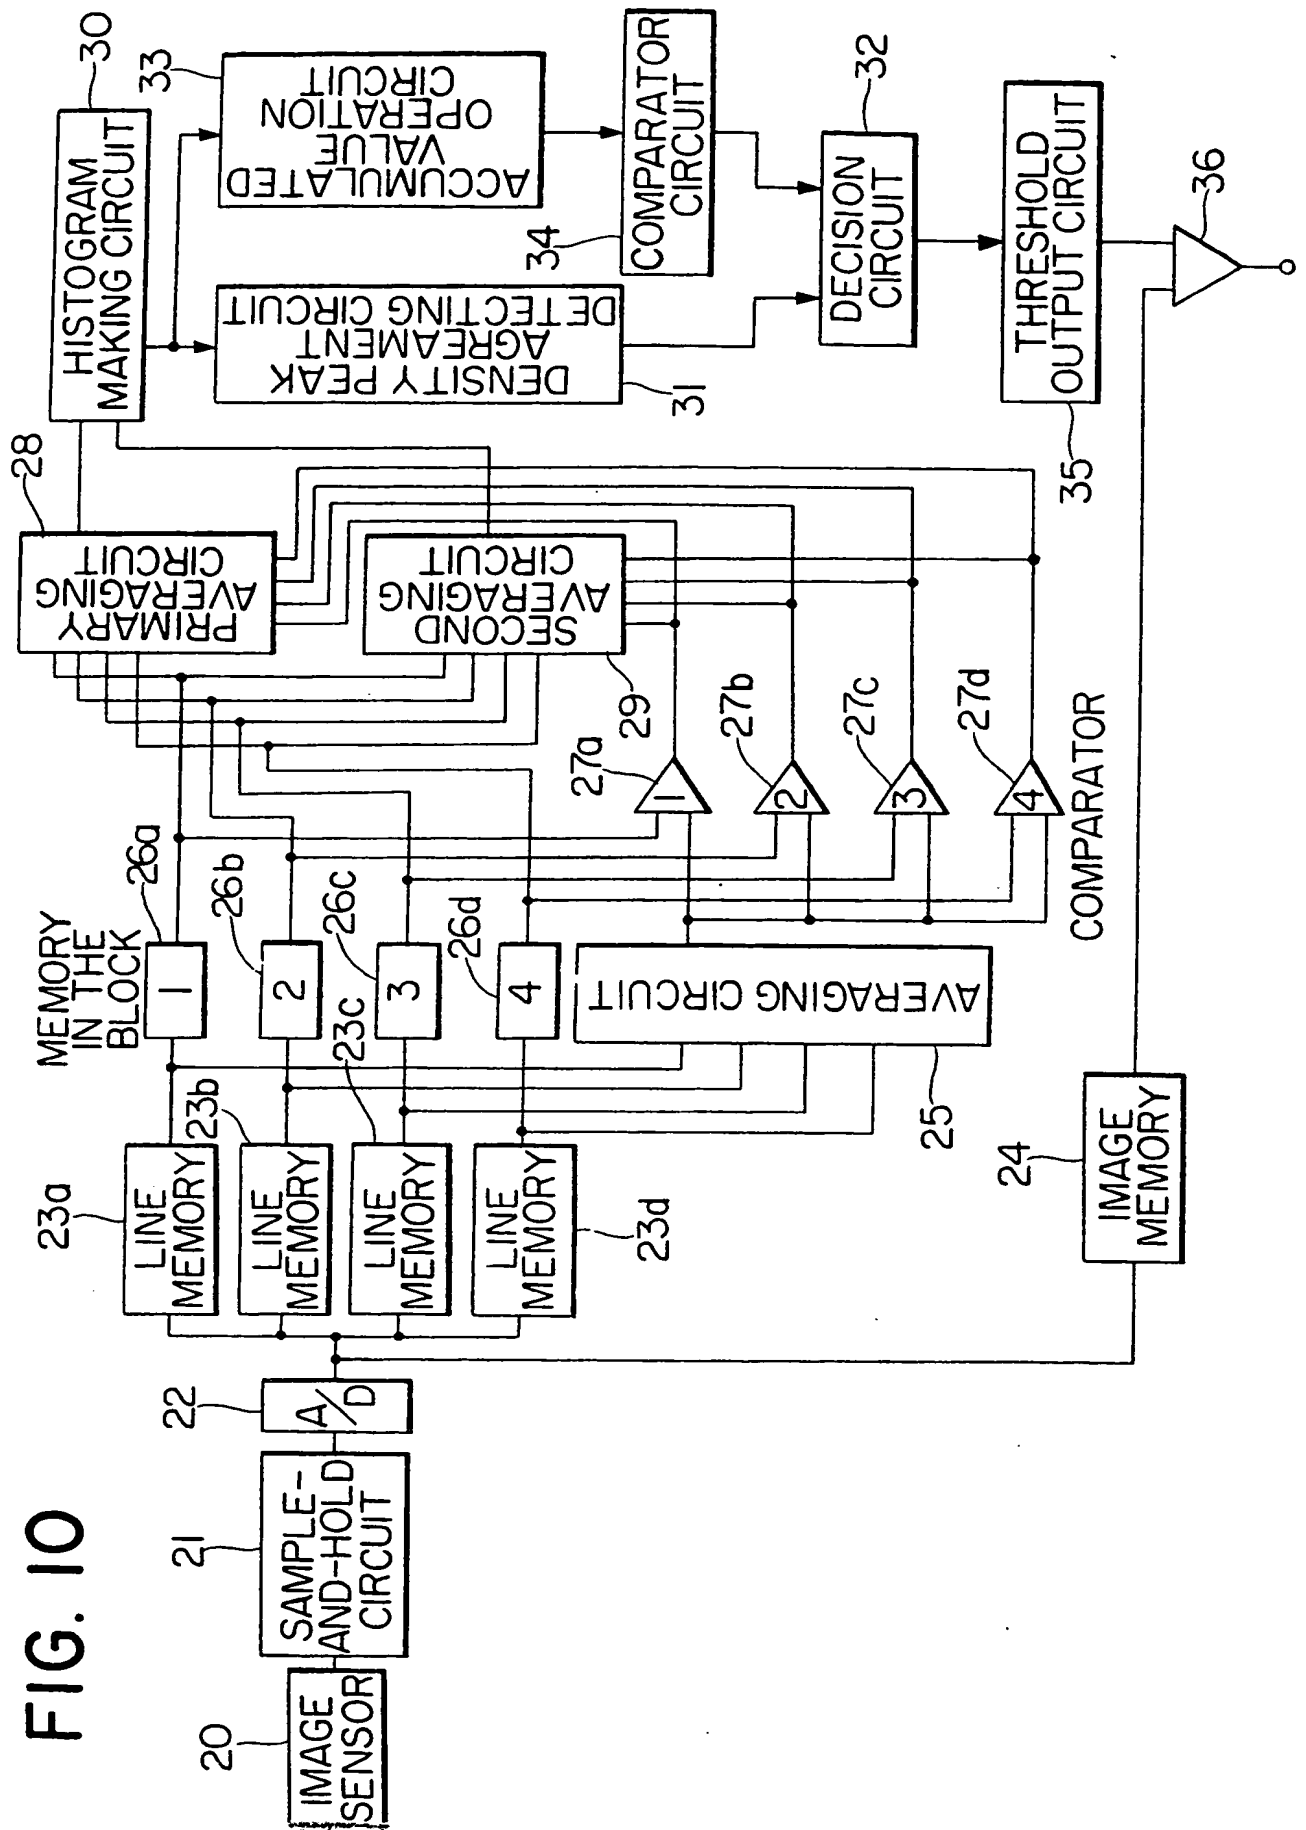 FIG. 10
20
IMAGE
SENSOR
21
SAMPLE-
AND-HOLD
CIRCUIT
22
A/D
23a
LINE
MEMORY
23b
LINE
MEMORY
23c
LINE
MEMORY
23d
LINE
MEMORY
24
IMAGE
MEMORY
MEMORY
IN THE
BLOCK
26a
1
26b
2
26c
3
26d
4
25
AVERAGING CIRCUIT
27a
1
27b
2
27c
3
27d
4
COMPARATOR
28
PRIMARY
AVERAGING
CIRCUIT
29
SECOND
AVERAGING
CIRCUIT
30
HISTOGRAM
MAKING CIRCUIT
31
DENSITY PEAK
AGREAMENT
DETECTING CIRCUIT
33
ACCUMULATED
VALUE
OPERATION
CIRCUIT
34
COMPARATOR
CIRCUIT
32
DECISION
CIRCUIT
35
THRESHOLD
OUTPUT CIRCUIT
36